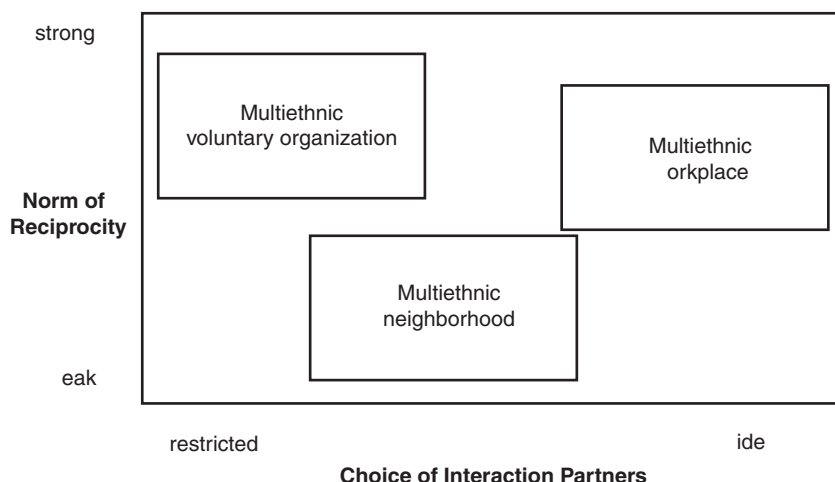 strong
Multiethnic
voluntary organization
Multiethnic
orkplace
Norm of
Reciprocity
Multiethnic
neighborhood
eak
restricted
ide
Choice of Interaction Partners